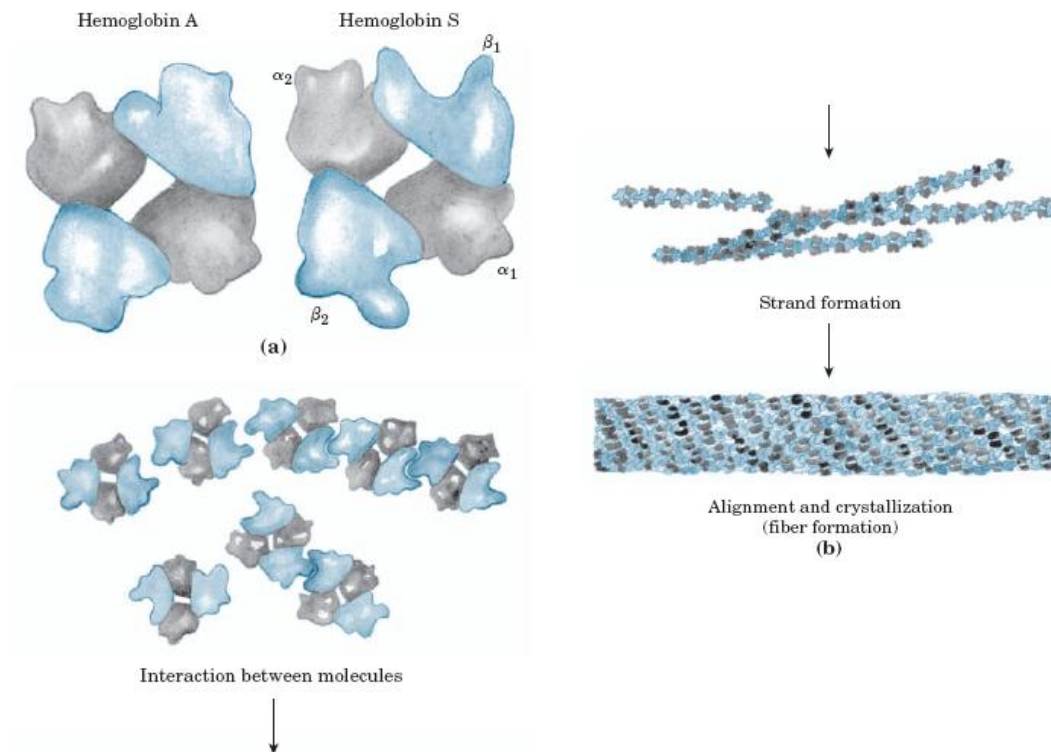 Hemoglobin A
Hemoglobin S
β1
α2
α1
β2
(a)
Interaction between molecules
Strand formation
Alignment and crystallization
(fiber formation)
(b)